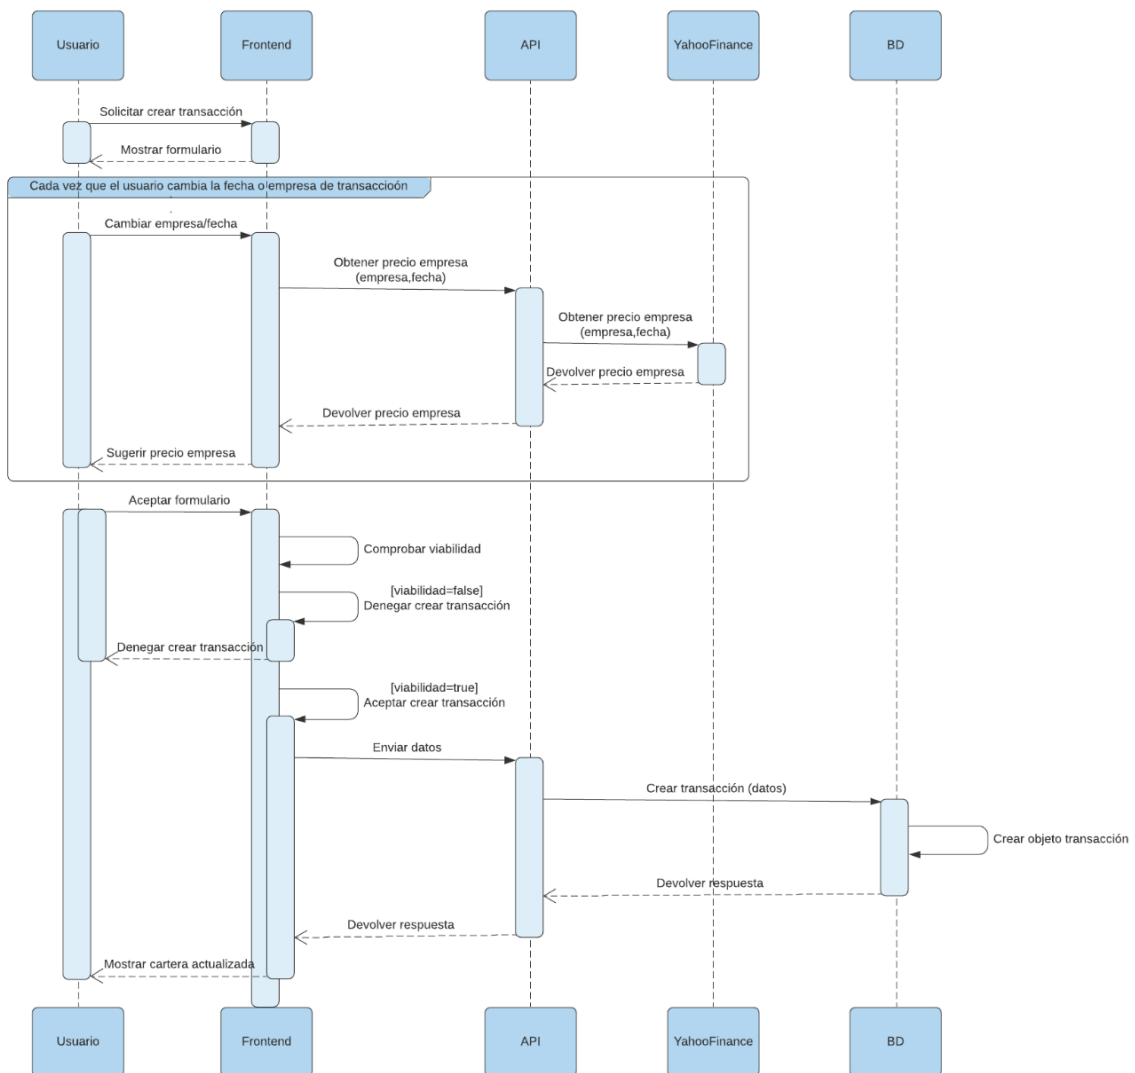 Usuario
Frontend
API
YahooFinance
BD
Solicitar crear transacción
Mostrar formulario
Cada vez que el usuario cambia la fecha o empresa de transaccioón
Cambiar empresa/fecha
Obtener precio empresa
(empresa,fecha)
Obtener precio empresa
(empresa,fecha)
Devolver precio empresa
Devolver precio empresa
Sugerir precio empresa
Aceptar formulario
Comprobar viabilidad
[viabilidad=false]
Denegar crear transacción
Denegar crear transacción
[viabilidad=true]
Aceptar crear transacción
Enviar datos
Crear transacción (datos)
Crear objeto transacción
Devolver respuesta
Devolver respuesta
Mostrar cartera actualizada
Usuario
Frontend
API
YahooFinance
BD